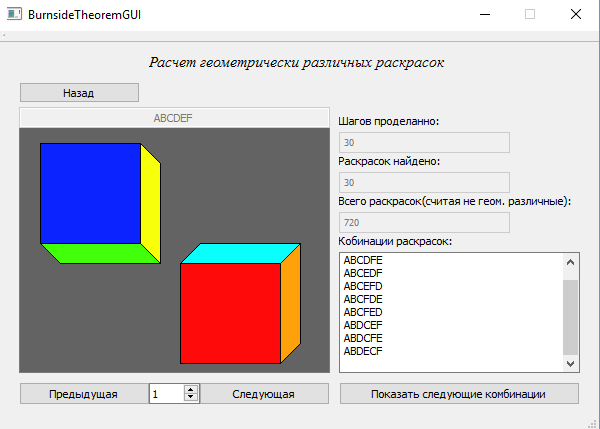 BurnsideTheoremGUI
Расчет геометрически различных раскрасок
Назад
ABCDEF
Шагов проделанно:
30
Раскрасок найдено:
30
Всего раскрасок(считая не геом. различные):
720
Кобинации раскрасок:
ABCDFE
ABCEDF
ABCEFD
ABCFDE
ABCFED
ABDCEF
ABDCFE
ABDECF
Предыдущая
1
Следующая
Показать следующие комбинации